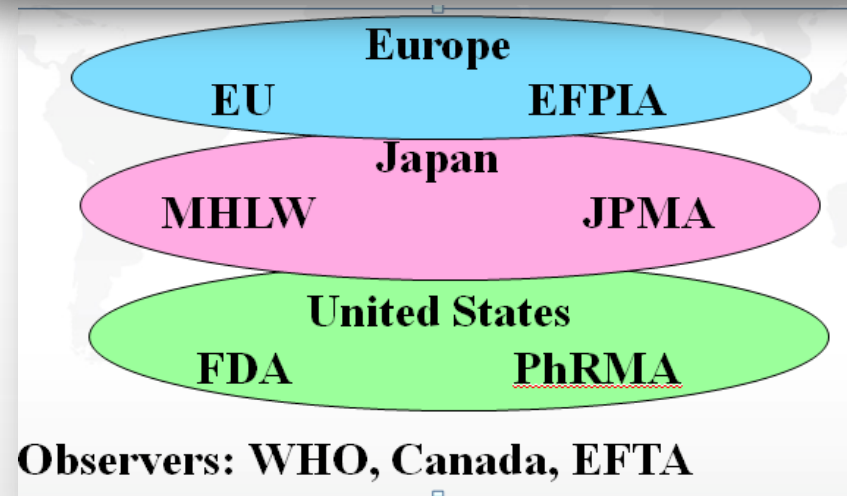 Europe
EU EFPIA
Japan
MHLW JPMA
United States
FDA PhRMA
Observers: WHO, Canada, EFTA